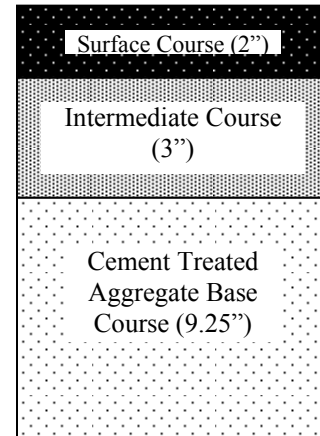 Surface Course (2”)
Intermediate Course
(3”)
Cement Treated
Aggregate Base
Course (9.25”)